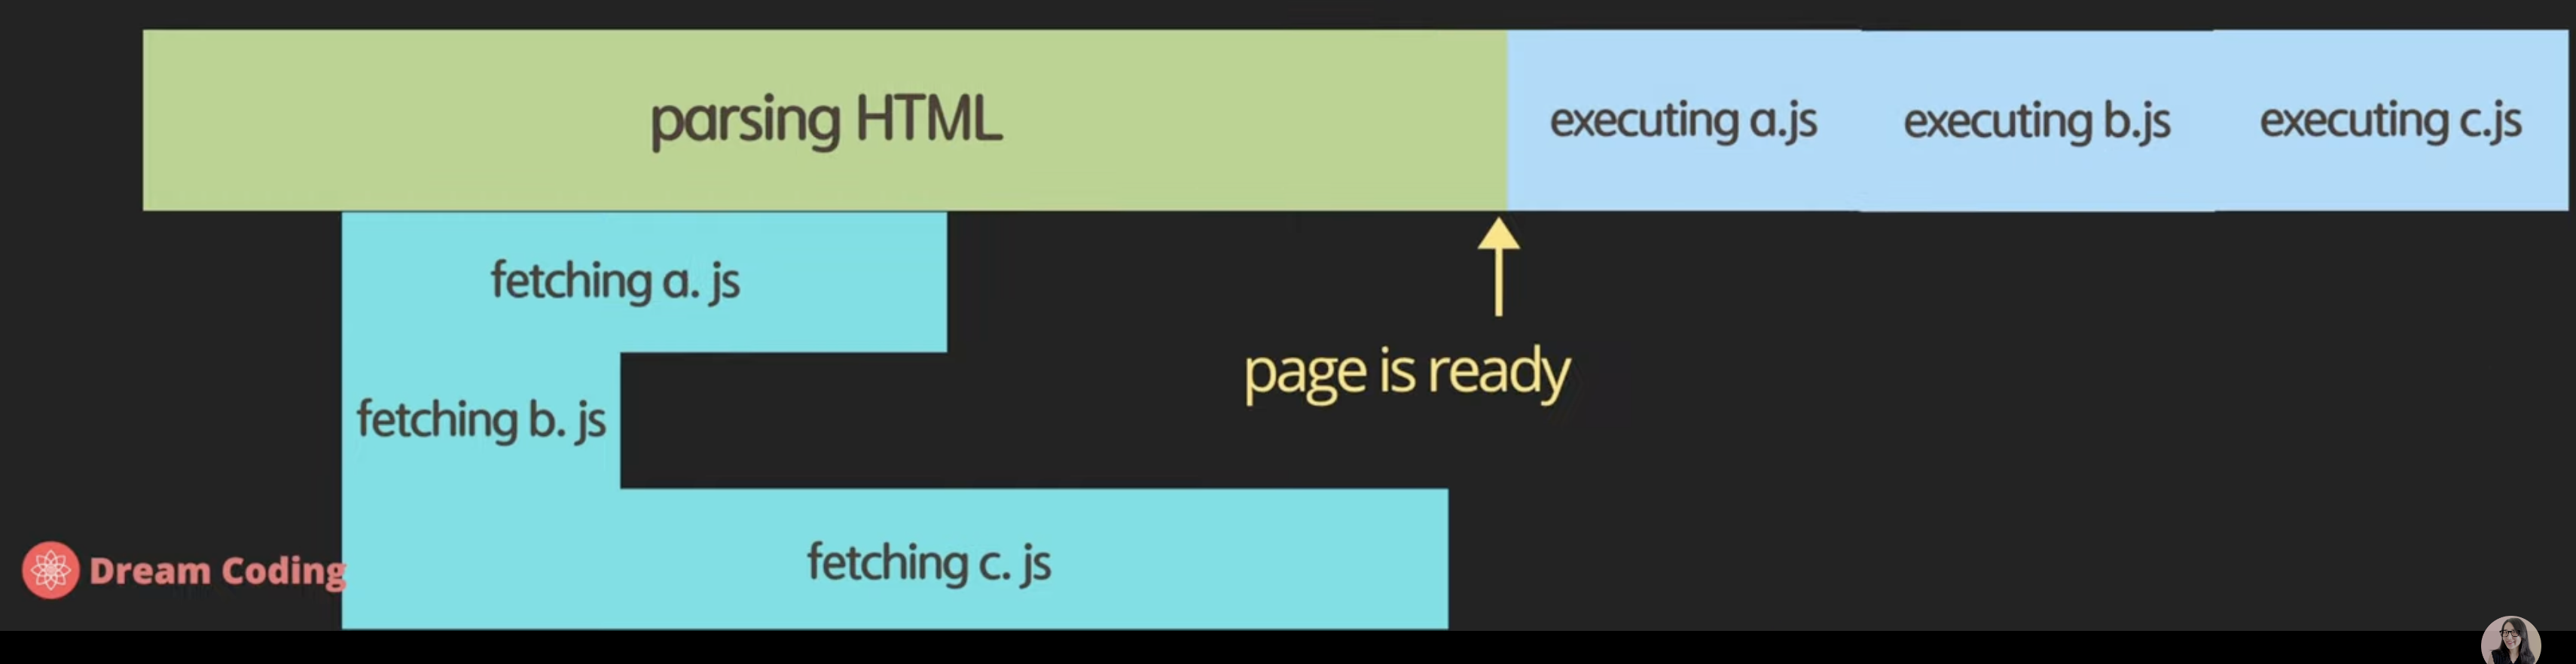 parsing HTML
executing a.js
executing b.js
executing c.js
fetching a. js
page is ready
fetching b. js
fetching c. js
Dream Coding